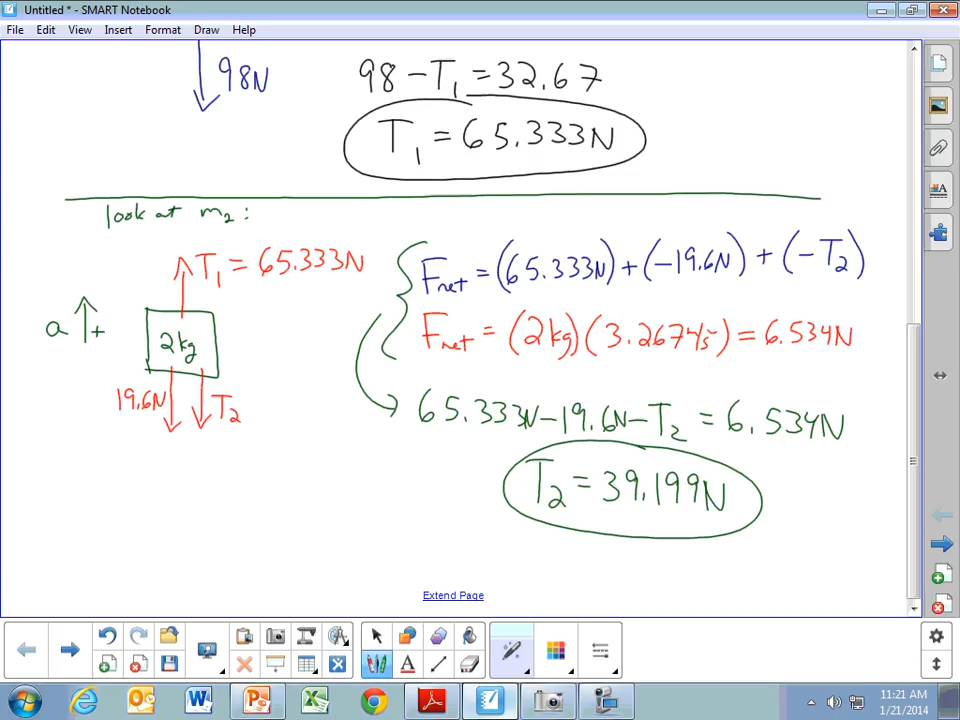 Untitled * - SMART Notebook
File Edit View Insert Format Draw Help
98N
98 - T₁ = 32.67
T₁ = 65.333N
look at m₂:
T₁ = 65.333N
a +
2kg
19.6N
T₂
Fnet = (65.333N) + (-19.6N) + (-T₂)
Fnet = (2kg)(3.267m/s²) = 6.534N
65.333N - 19.6N - T₂ = 6.534N
T₂ = 39.199N
Extend Page
11:21 AM
1/21/2014